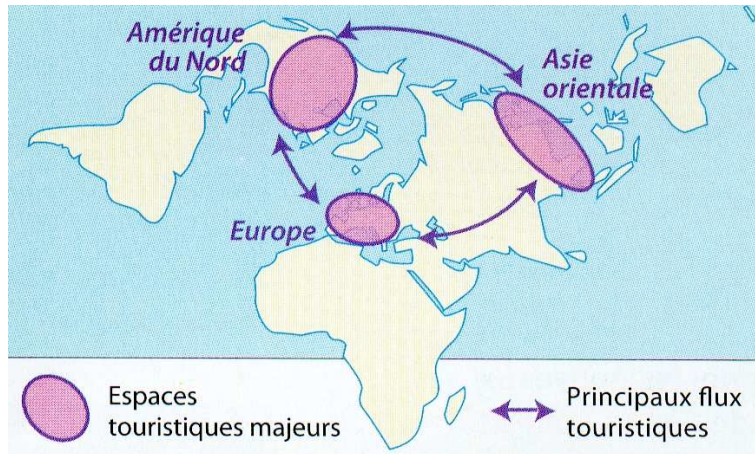 Amérique
du Nord
Asie
orientale
Europe
Espaces
touristiques majeurs
Principaux flux
touristiques